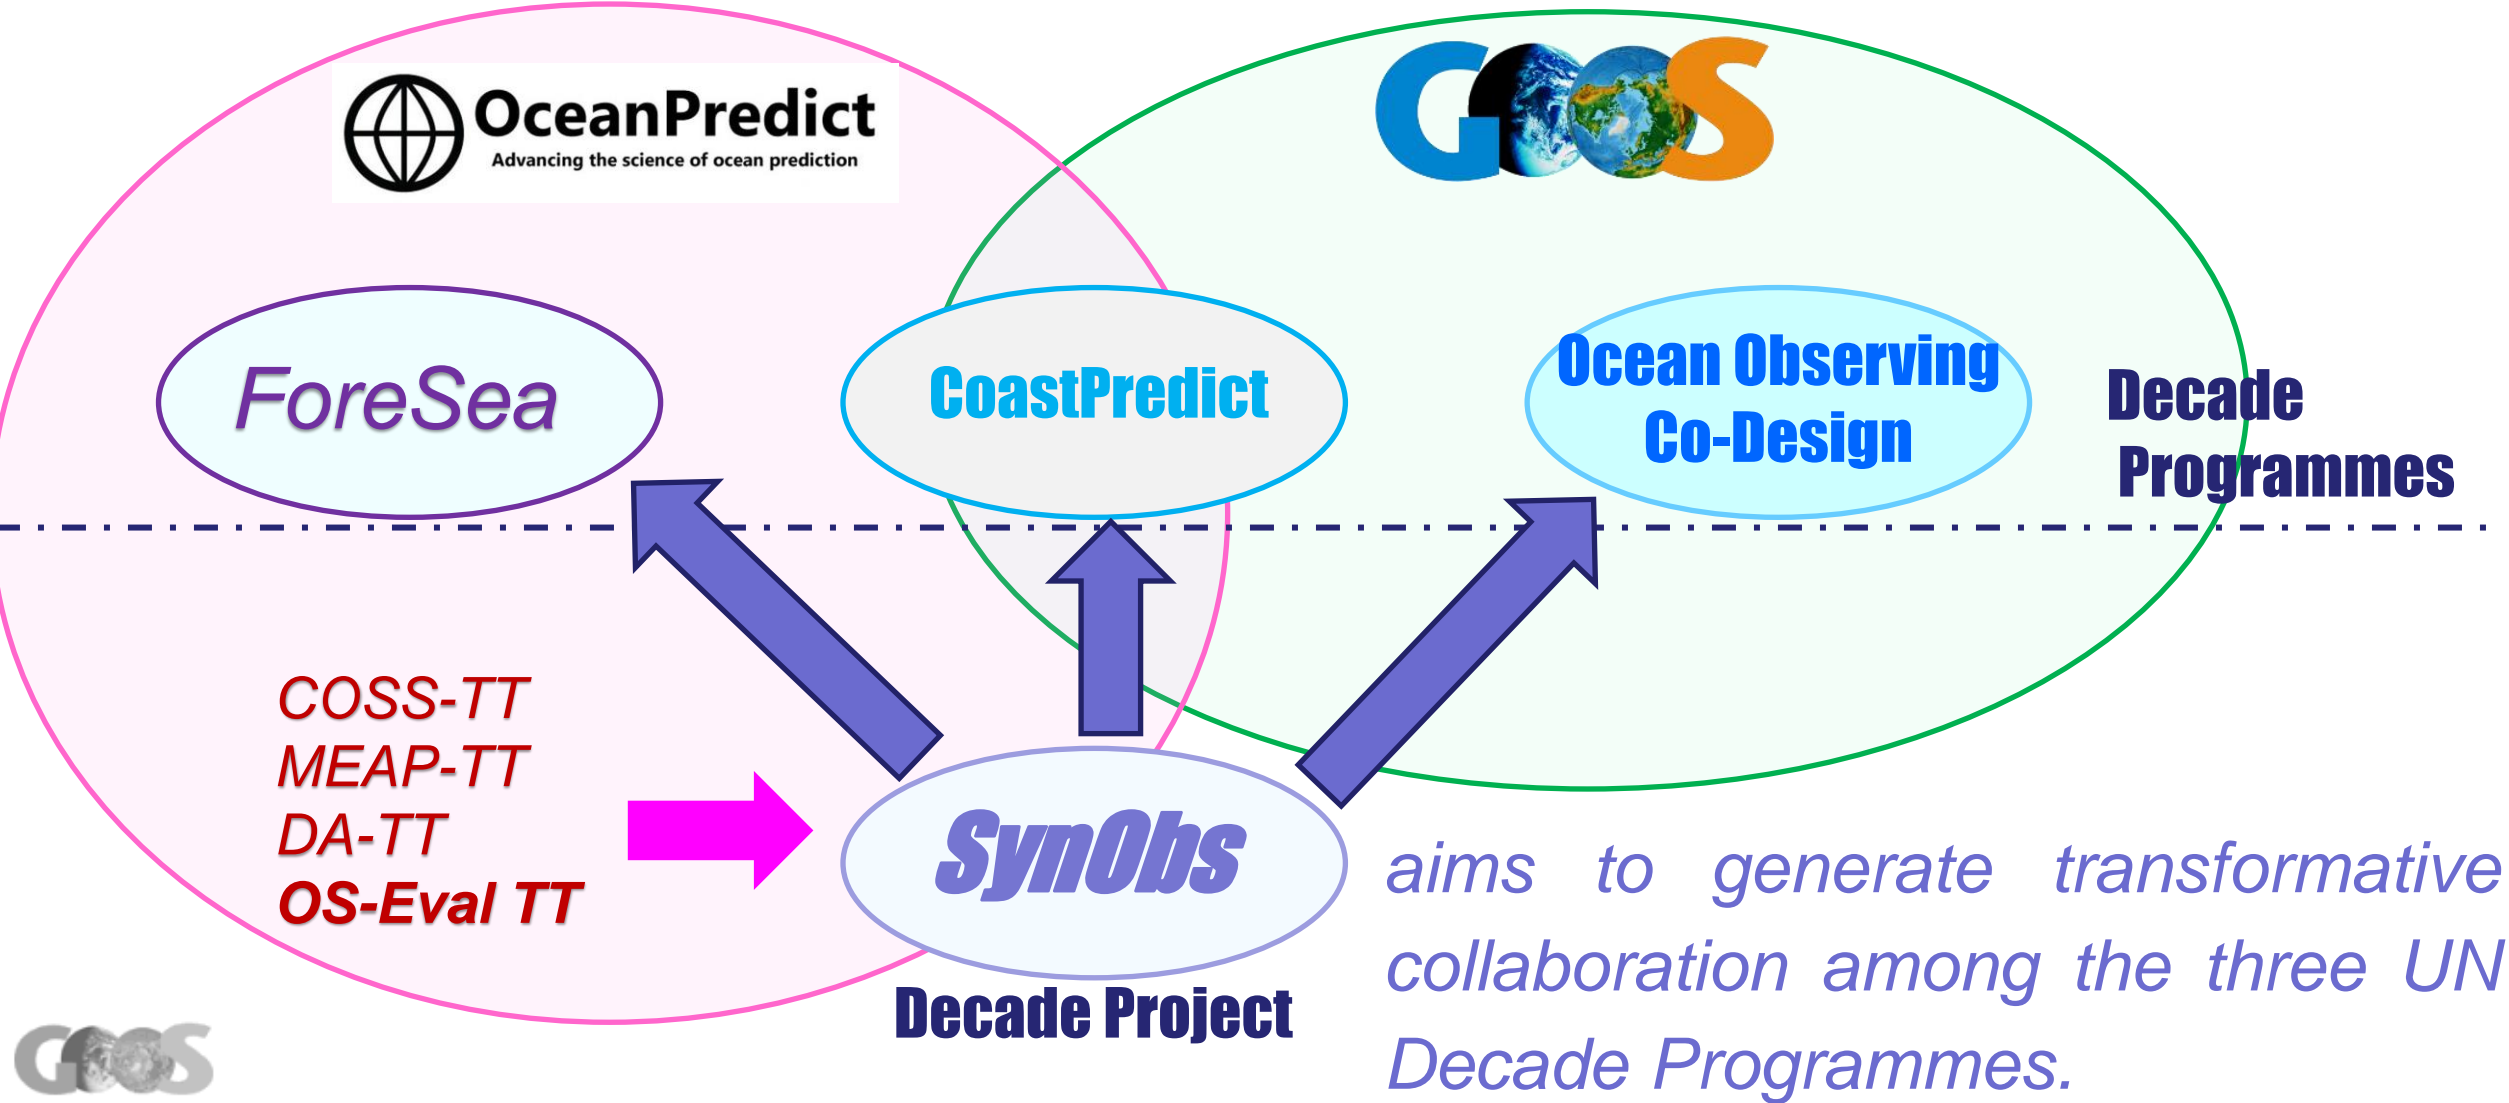 OceanPredict
Advancing the science of ocean prediction
GOOS
ForeSea
CoastPredict
Ocean Observing
Co-Design
Decade
Programmes
COSS-TT
MEAP-TT
DA-TT
OS-Eval TT
SynObs
Decade Project
aims to generate transformative
collaboration among the three UN
Decade Programmes.
GOOS